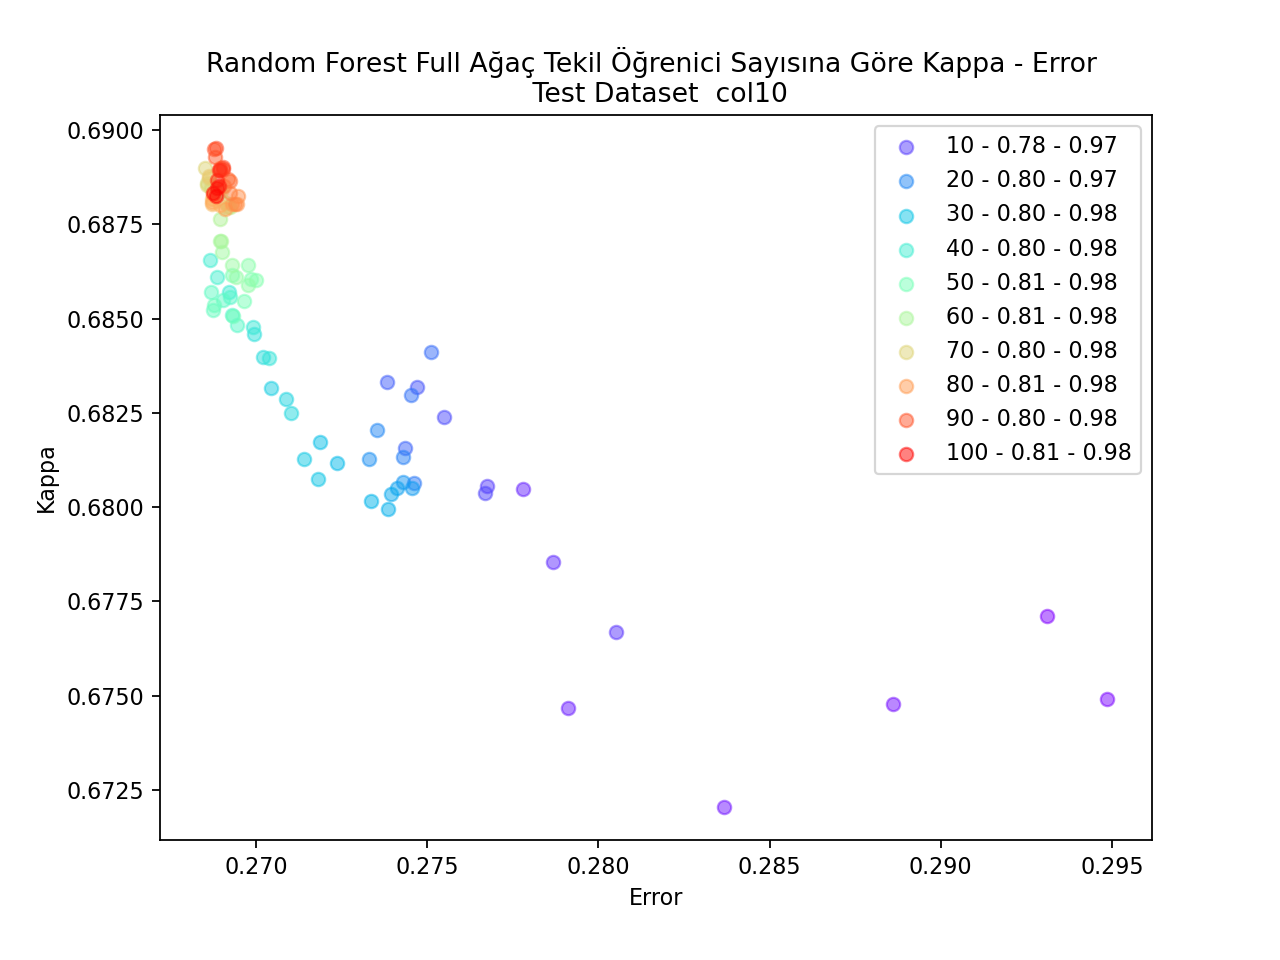 Random Forest Full Ağaç Tekil Öğrenici Sayısına Göre Kappa - Error
Test Dataset  col10
0.6900
0.6875
0.6850
0.6825
0.6800
0.6775
0.6750
0.6725
Kappa
10 - 0.78 - 0.97
20 - 0.80 - 0.97
30 - 0.80 - 0.98
40 - 0.80 - 0.98
50 - 0.81 - 0.98
60 - 0.81 - 0.98
70 - 0.80 - 0.98
80 - 0.81 - 0.98
90 - 0.80 - 0.98
100 - 0.81 - 0.98
0.270 0.275 0.280 0.285 0.290 0.295
Error